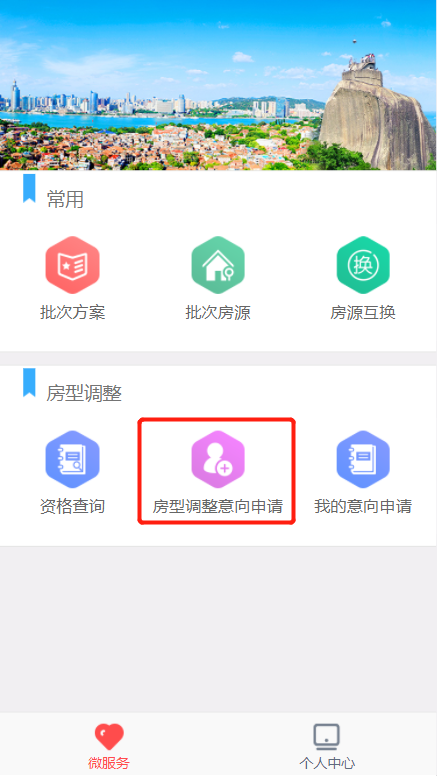 常用
批次方案
批次房源
换
房源互换
房型调整
资格查询
房型调整意向申请
我的意向申请
微服务
个人中心